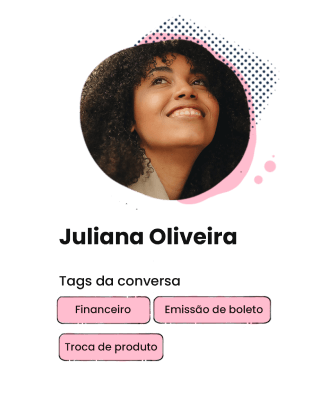 Juliana Oliveira
Tags da conversa
Financeiro Emissão de boleto
Troca de produto